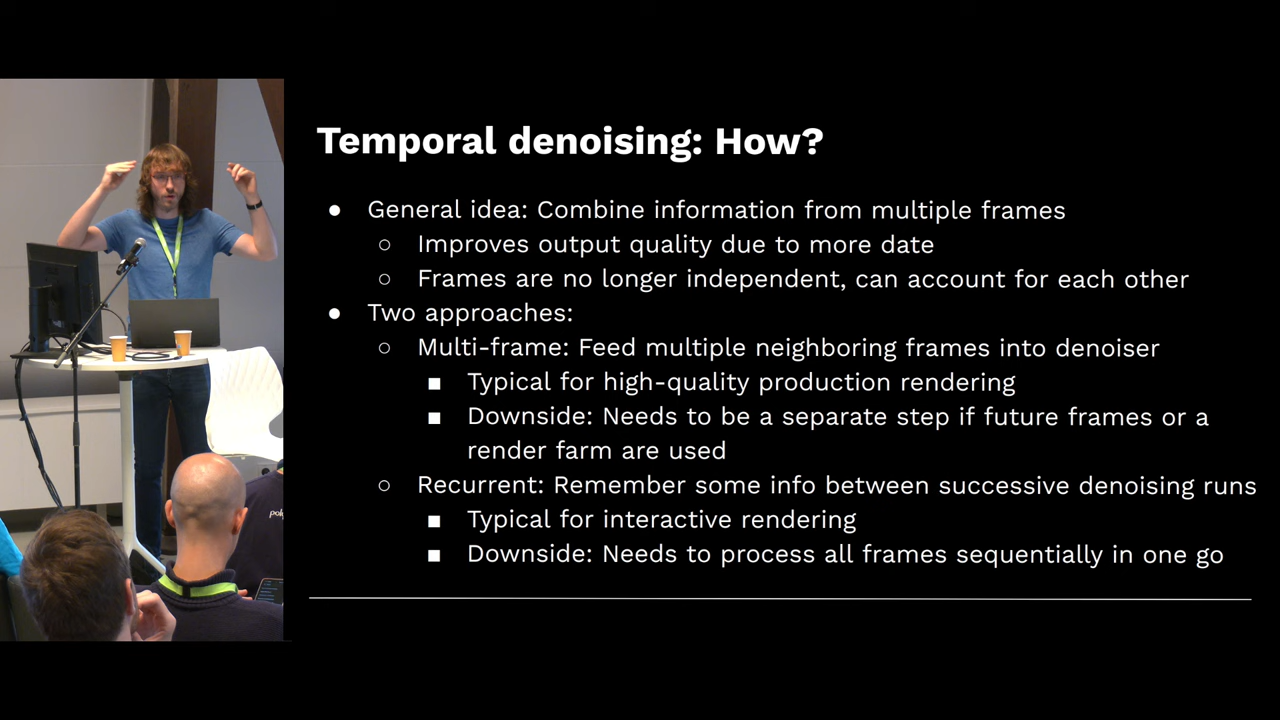 Temporal denoising: How?
● General idea: Combine information from multiple frames
○ Improves output quality due to more date
○ Frames are no longer independent, can account for each other
● Two approaches:
○ Multi-frame: Feed multiple neighboring frames into denoiser
■ Typical for high-quality production rendering
■ Downside: Needs to be a separate step if future frames or a
render farm are used
○ Recurrent: Remember some info between successive denoising runs
■ Typical for interactive rendering
■ Downside: Needs to process all frames sequentially in one go